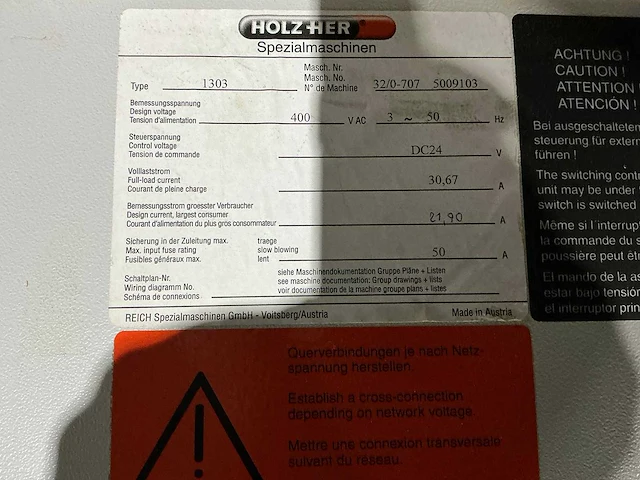 HOLZ-HER
Spezialmaschinen
Type 1303
Masch. Nr.
Masch. No.
N° de Machine 32/0-707 5009103
Bemessungsspannung
Design voltage
Tension d'alimentation 400 V AC 3 ~ 50 Hz
Steuerspannung
Control voltage
Tension de commande DC24 V
Vollaststrom
Full-load current
Courant de pleine charge 30,67 A
Bemessungsstrom groesster Verbraucher
Design current, largest consumer
Courant d'alimentation du plus gros consommateur 21,90 A
Sicherung in der Zuleitung max. traege
Max. input fuse rating slow blowing
Fusibles généraux max. lent 50 A
Schaltplan-Nr. siehe Maschinendokumentation Gruppe Pläne + Listen
Wiring diagramm No. see machine documentation: Group drawings + lists
Schéma de connexions voir documentation de la machine groupe plans + listes
REICH Spezialmaschinen GmbH - Voitsberg/Austria Made in Austria
ACHTUNG !
CAUTION !
ATTENTION !
ATENCIÓN !
Bei ausgeschalteten
steuerung für extern
führen !
The switching contr
unit may be under
switch is switched
Même si l'interrupt
la commande du s
poussière peut êt
El mando de la as
estar bajo tensión
el interruptor prin
Querverbindungen je nach Netz-
spannung herstellen.
Establish a cross-connection
depending on network voltage.
Mettre une connexion transversale
suivant du réseau.